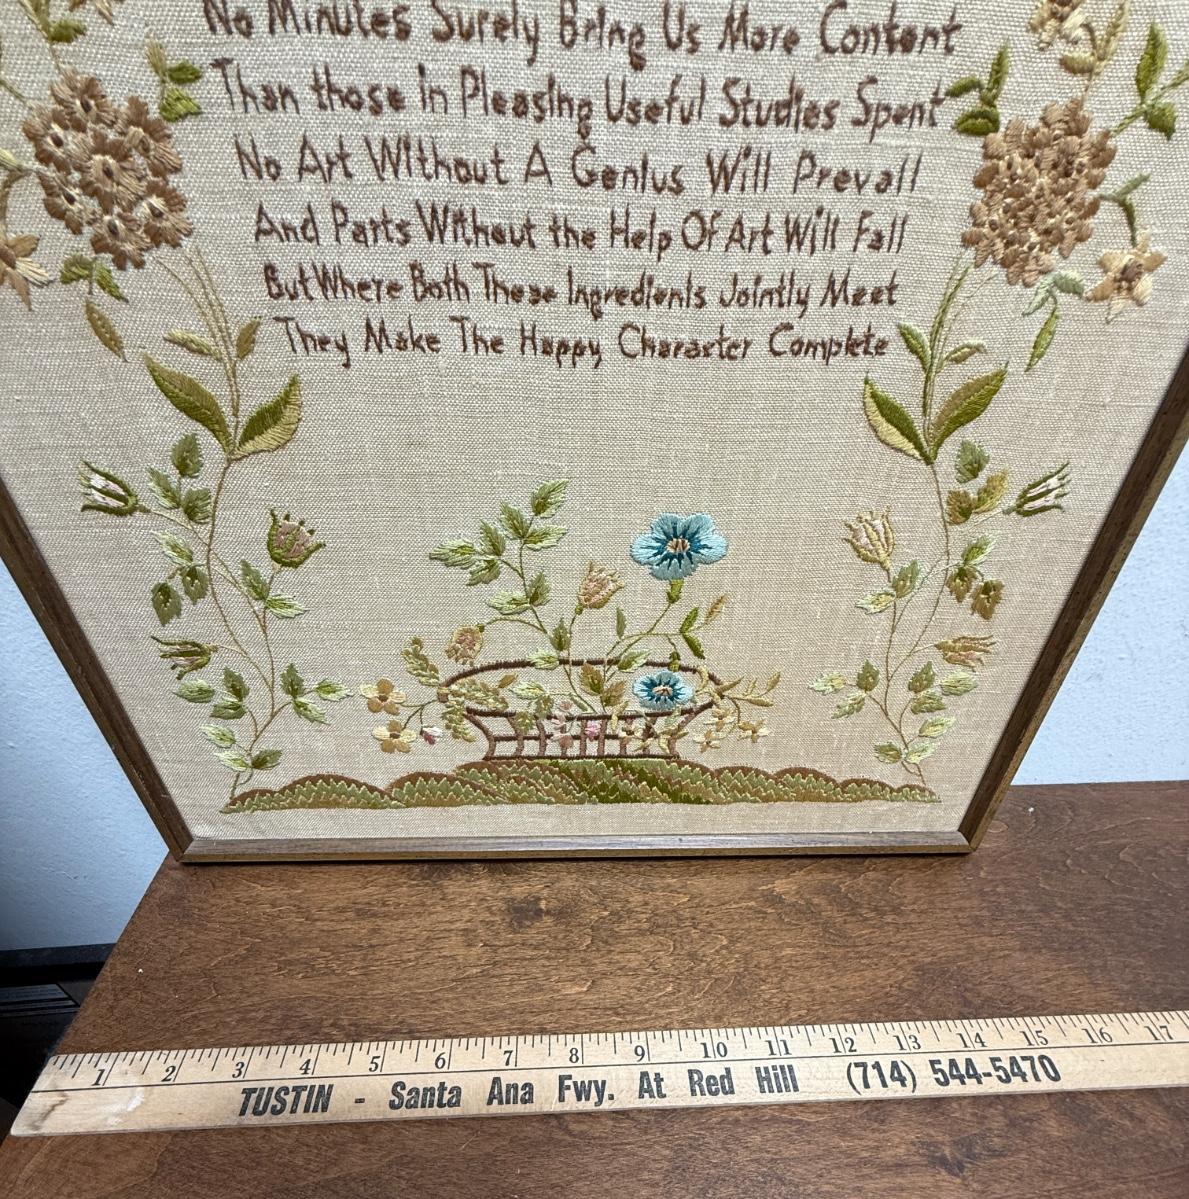 No Minutes Surely Bring Us More Content
Than those in Pleasing Useful Studies Spent
No Art Without A Genius Will Prevail
And Parts Without the Help Of Art Will Fall
But Where Both These Ingredients Jointly Meet
They Make The Happy Character Complete
1 2 3 4 5 6 7 8 9 10 11 12 13 14 15 16 17
TUSTIN - Santa Ana Fwy. At Red Hill (714) 544-5470